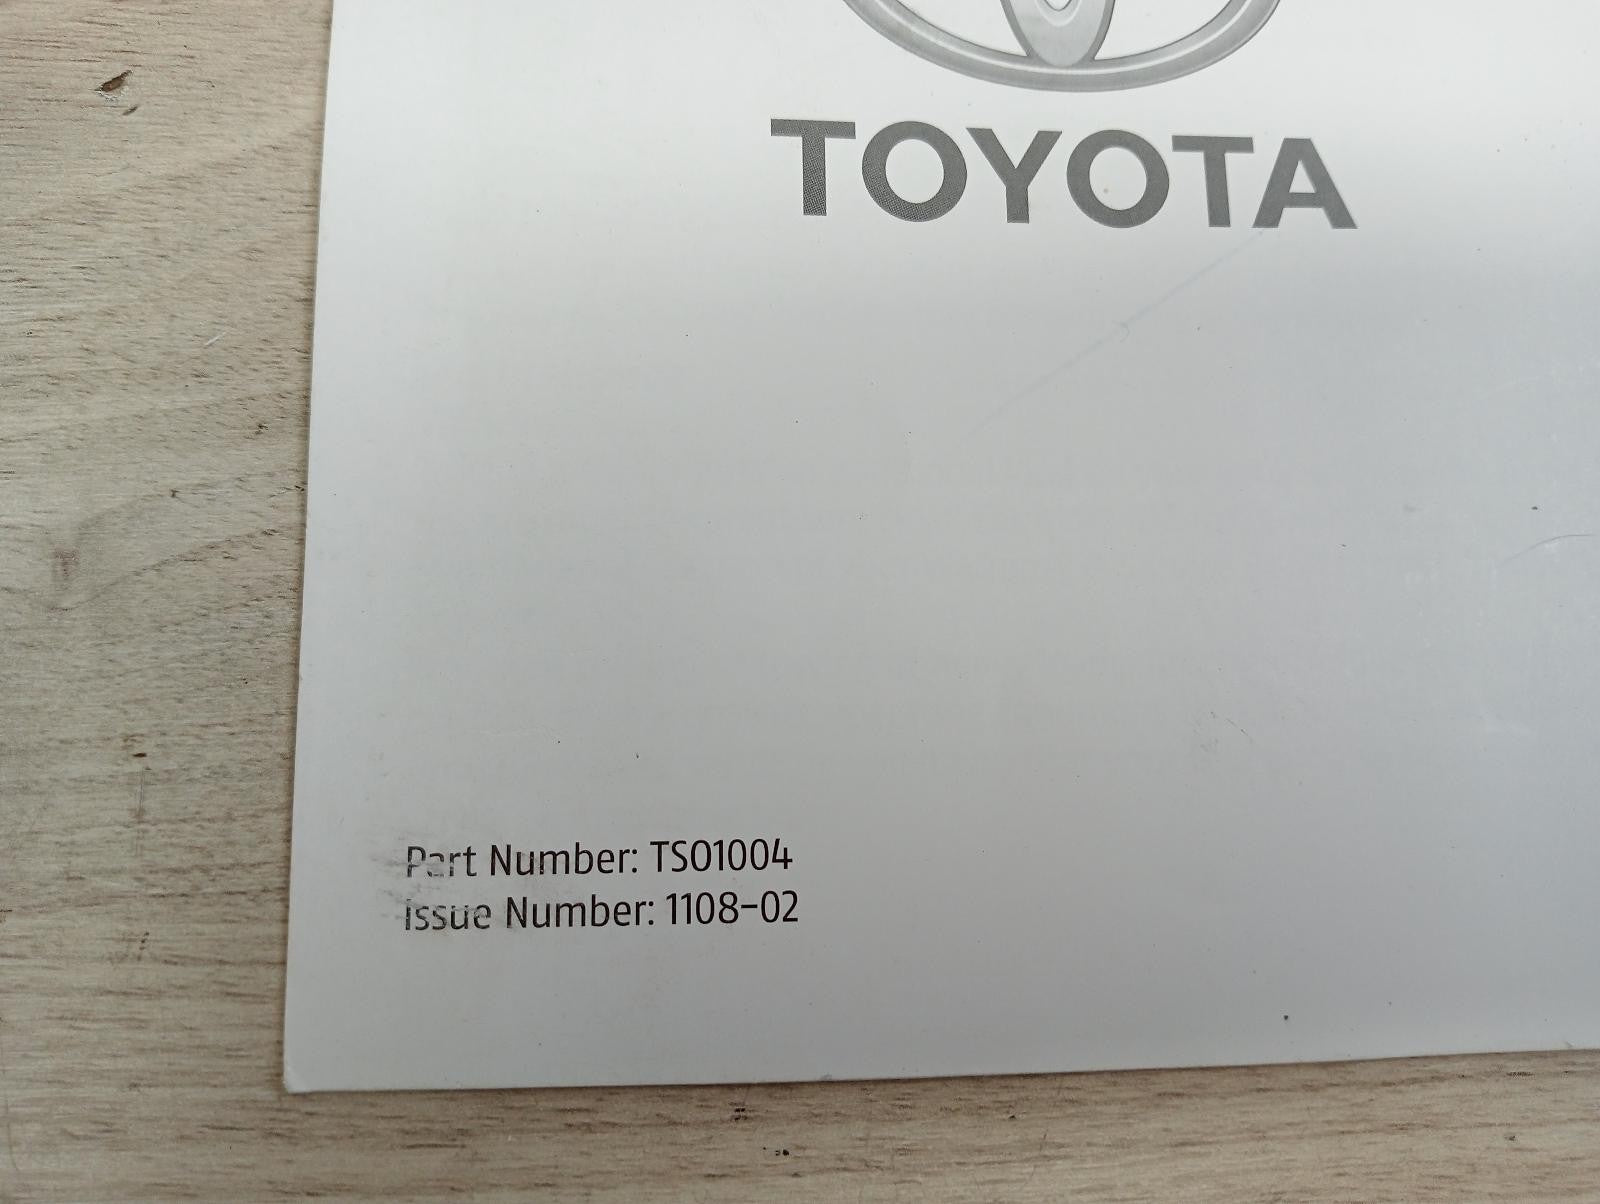 TOYOTA
Part Number: TS01004
Issue Number: 1108-02